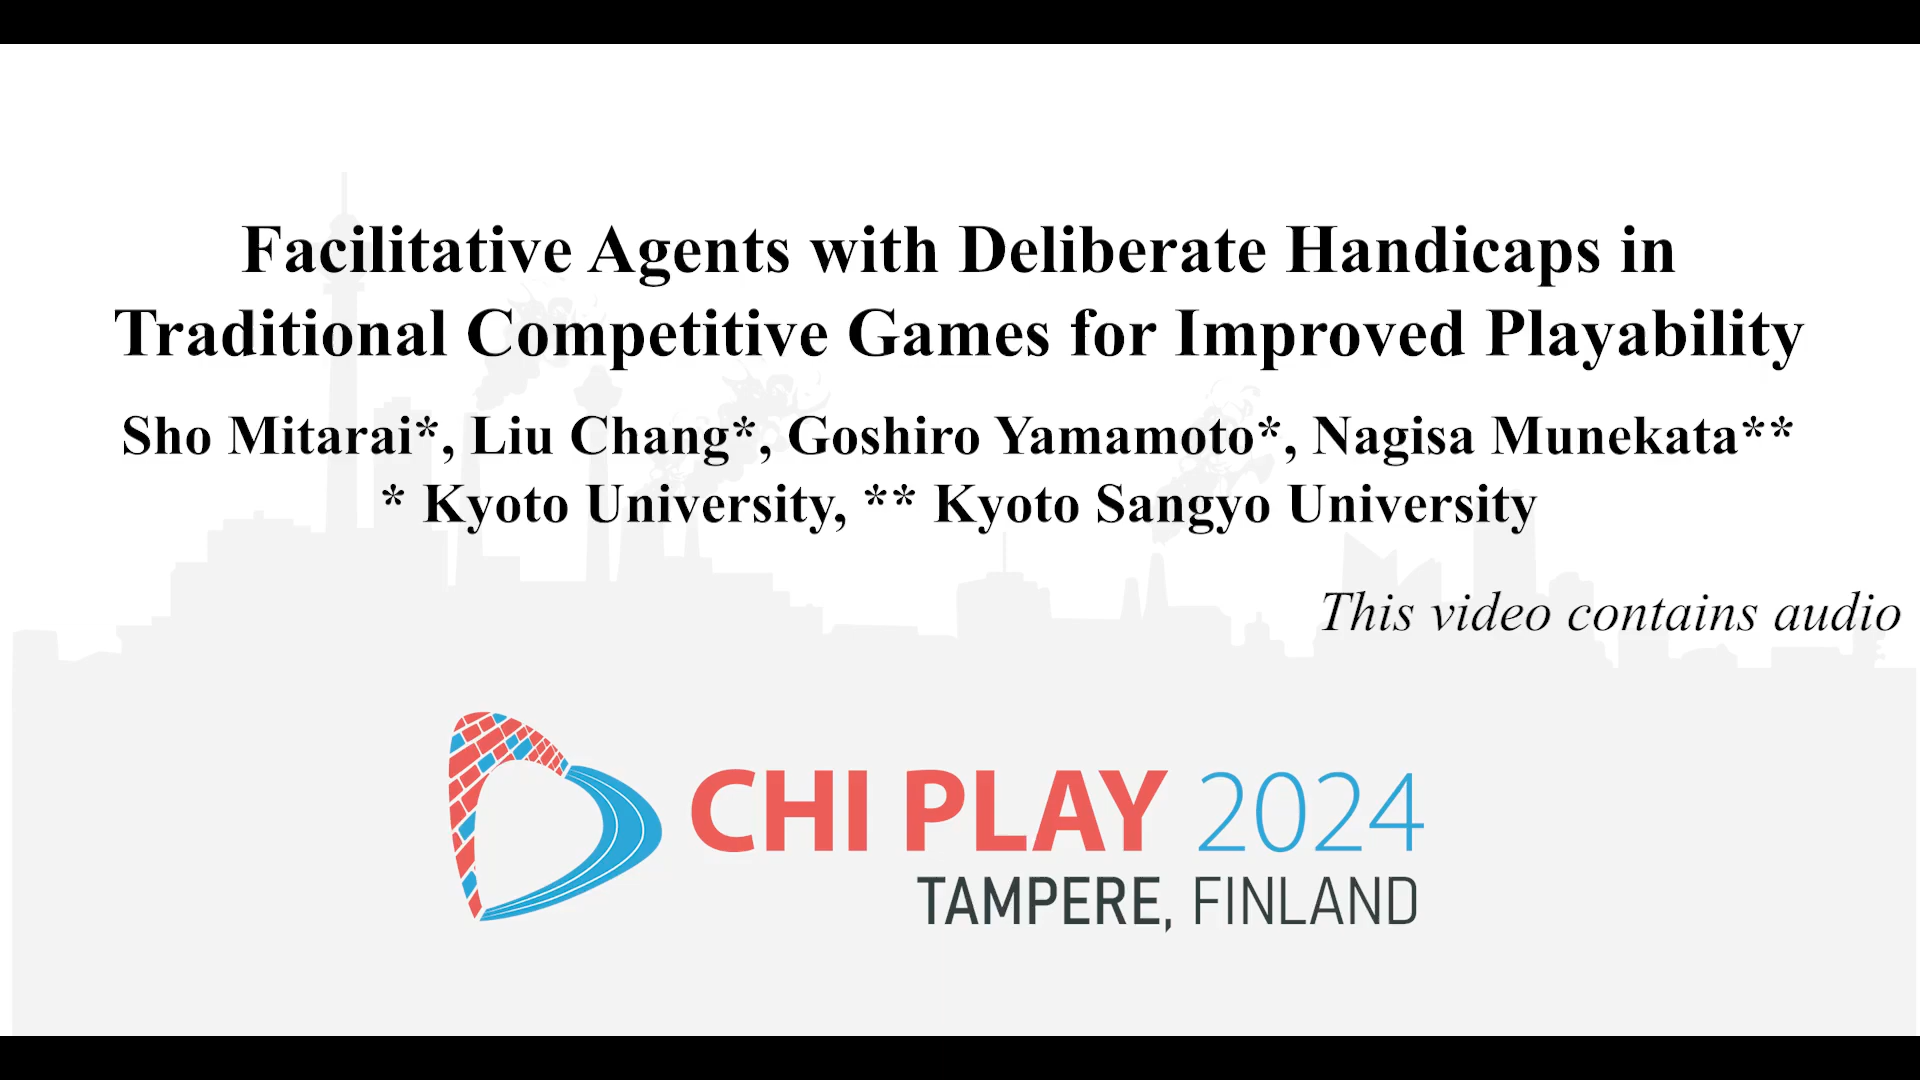 Facilitative Agents with Deliberate Handicaps in
Traditional Competitive Games for Improved Playability
Sho Mitarai*, Liu Chang*, Goshiro Yamamoto*, Nagisa Munekata**
* Kyoto University, ** Kyoto Sangyo University
This video contains audio
CHI PLAY 2024
TAMPERE, FINLAND